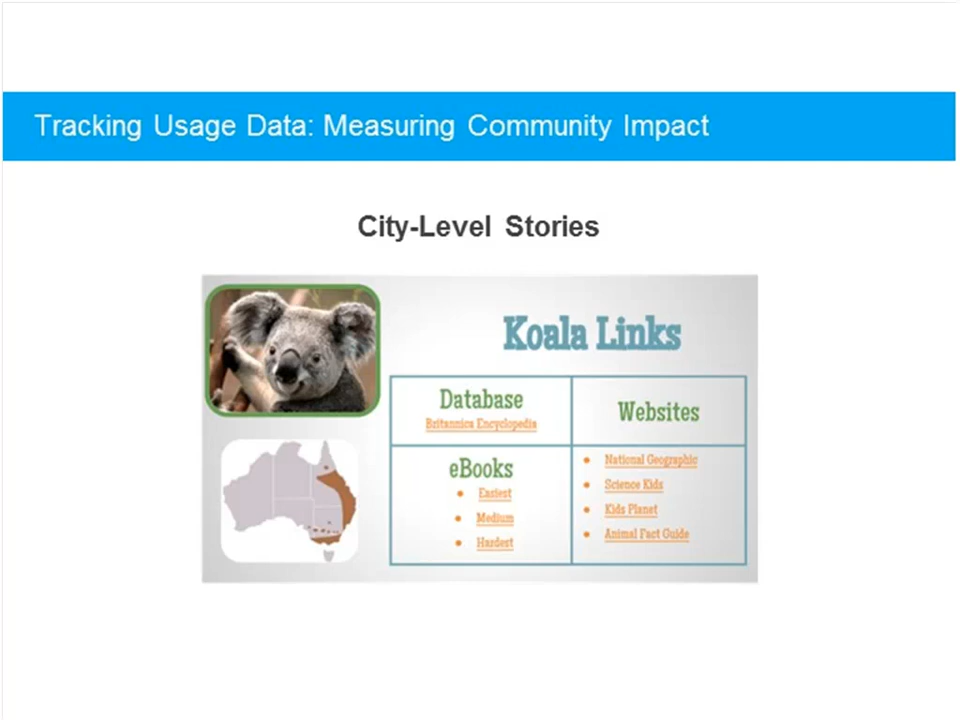 Tracking Usage Data: Measuring Community Impact
City-Level Stories
Koala Links
Database
Britannica Encyclopedia
Websites
eBooks
Easiest
Medium
Hardest
National Geographic
Science Kids
Kids Planet
Animal Fact Guide